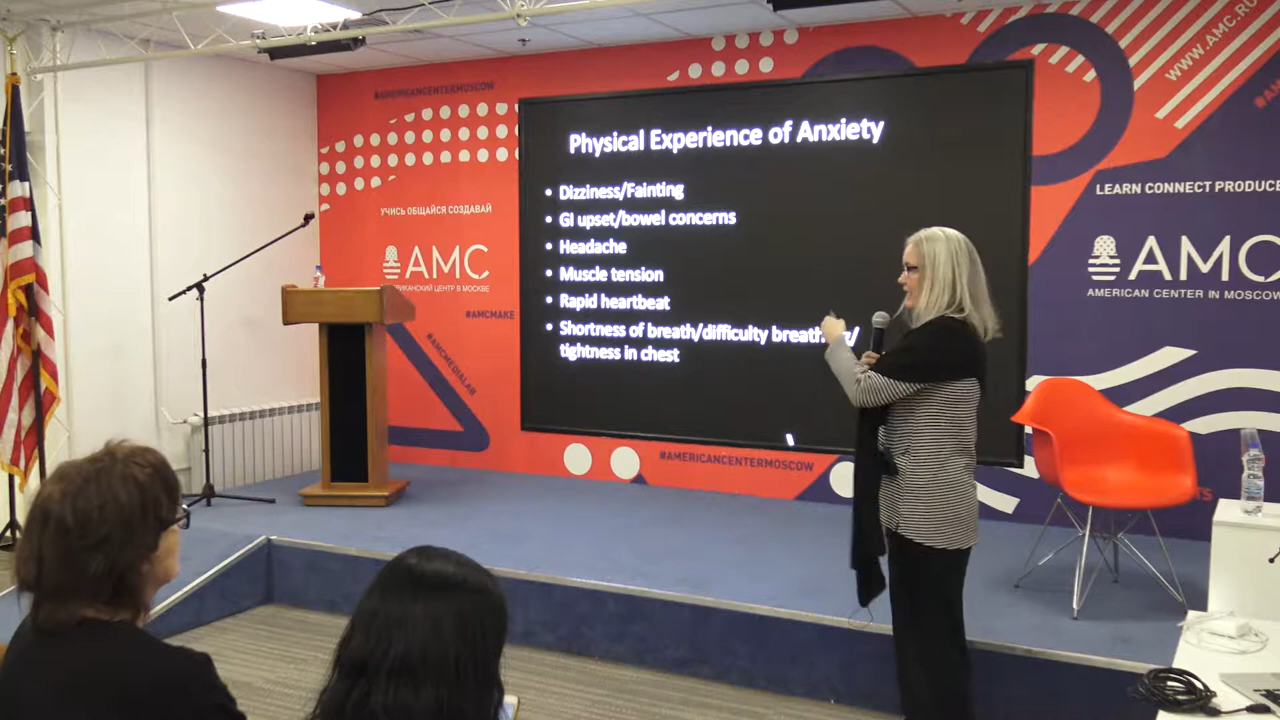 #AMERICANCENTERMOSCOW
WWW.AMC.RU
Physical Experience of Anxiety
• Dizziness/Fainting
• GI upset/bowel concerns
• Headache
• Muscle tension
• Rapid heartbeat
• Shortness of breath/difficulty
tightness in chest
УЧИСЬ ОБЩАЙСЯ СОЗДАВАЙ
AMC
ЦЕНТР В МОСКВЕ
#AMCMAKE
#AMCMEDIALAB
#AMERICANCENTERMOSCOW
LEARN CONNECT PRODUCE
AMC
AMERICAN CENTER IN MOSCOW